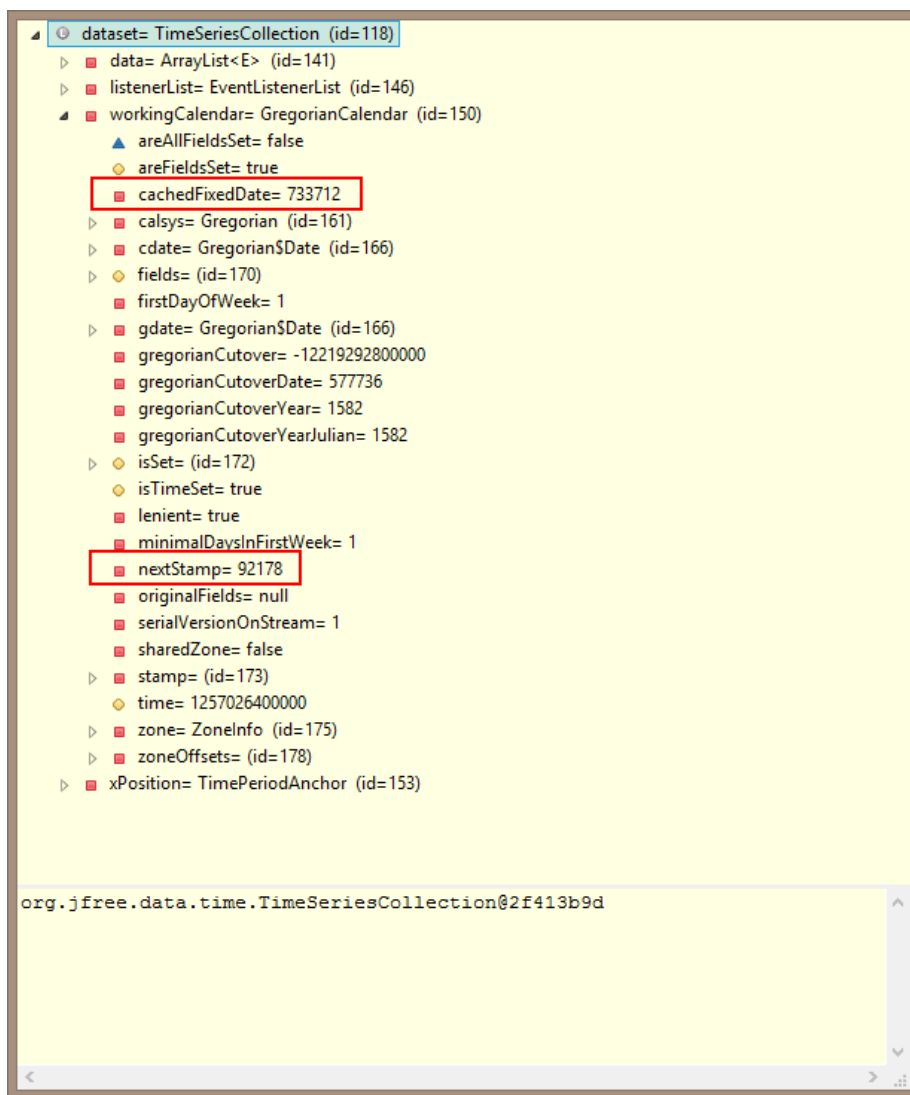 dataset= TimeSeriesCollection (id=118)
data= ArrayList<E> (id=141)
listenerList= EventListenerList (id=146)
workingCalendar= GregorianCalendar (id=150)
areAllFieldsSet= false
areFieldsSet= true
cachedFixedDate= 733712
calsys= Gregorian (id=161)
cdate= Gregorian$Date (id=166)
fields= (id=170)
firstDayOfWeek= 1
gdate= Gregorian$Date (id=166)
gregorianCutover= -12219292800000
gregorianCutoverDate= 577736
gregorianCutoverYear= 1582
gregorianCutoverYearJulian= 1582
isSet= (id=172)
isTimeSet= true
lenient= true
minimalDaysInFirstWeek= 1
nextStamp= 92178
originalFields= null
serialVersionOnStream= 1
sharedZone= false
stamp= (id=173)
time= 1257026400000
zone= ZoneInfo (id=175)
zoneOffsets= (id=178)
xPosition= TimePeriodAnchor (id=153)
org.jfree.data.time.TimeSeriesCollection@2f413b9d